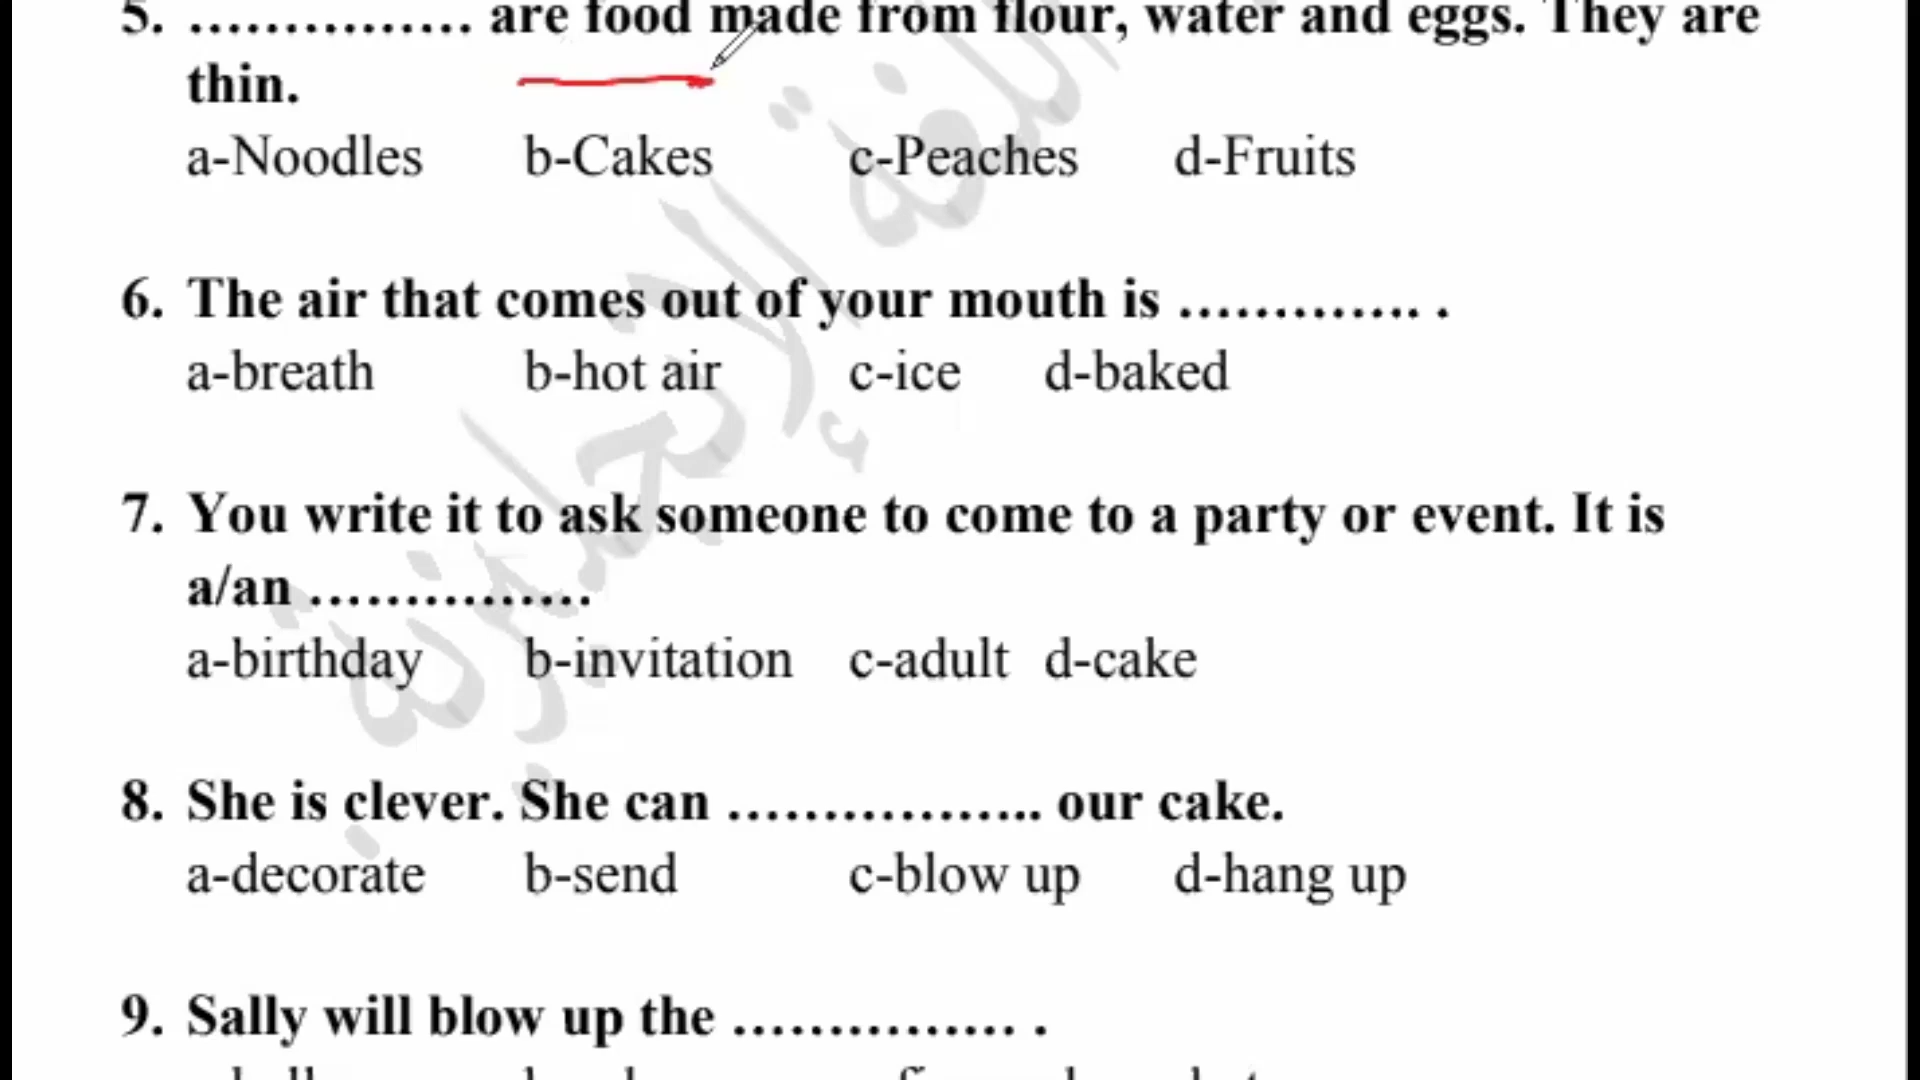 5. …………… are food made from flour, water and eggs. They are
thin.
a-Noodles b-Cakes c-Peaches d-Fruits
6. The air that comes out of your mouth is …………. .
a-breath b-hot air c-ice d-baked
7. You write it to ask someone to come to a party or event. It is
a/an ……………
a-birthday b-invitation c-adult d-cake
8. She is clever. She can …………….. our cake.
a-decorate b-send c-blow up d-hang up
9. Sally will blow up the …………… .
اللغة الإنجليزية